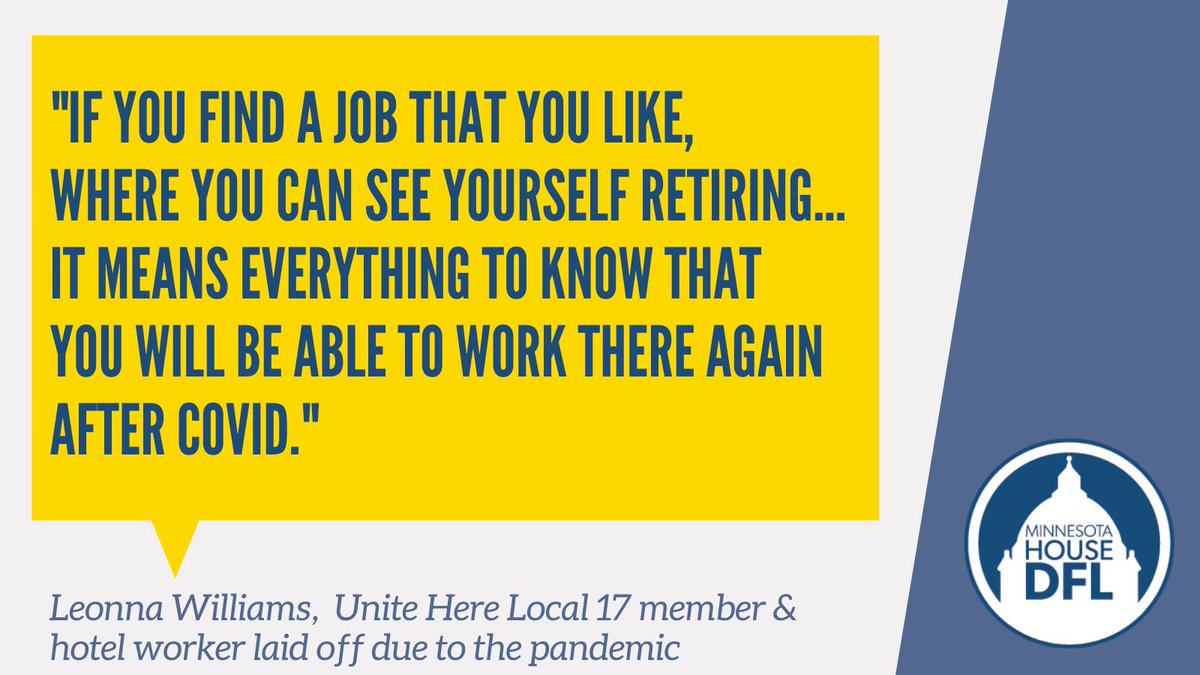 "IF YOU FIND A JOB THAT YOU LIKE,
WHERE YOU CAN SEE YOURSELF RETIRING...
IT MEANS EVERYTHING TO KNOW THAT
YOU WILL BE ABLE TO WORK THERE AGAIN
AFTER COVID."
Leonna Williams, Unite Here Local 17 member &
hotel worker laid off due to the pandemic
MINNESOTA
HOUSE
DFL